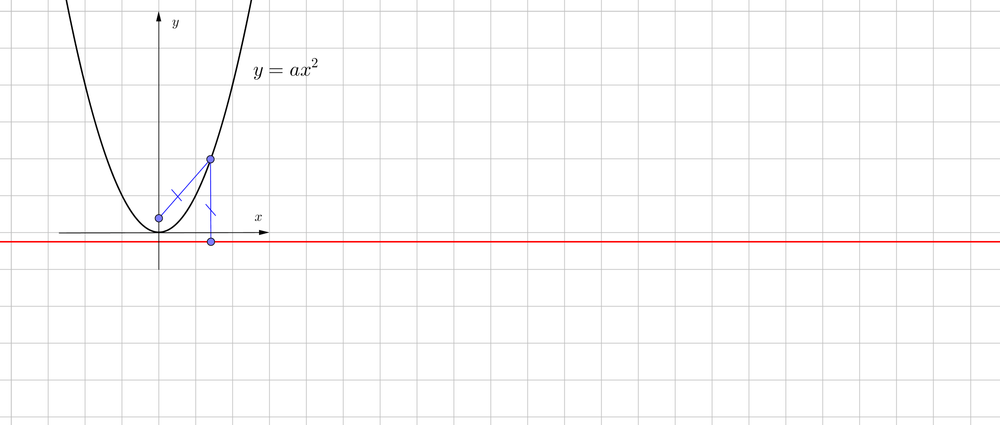 y
y = ax²
x